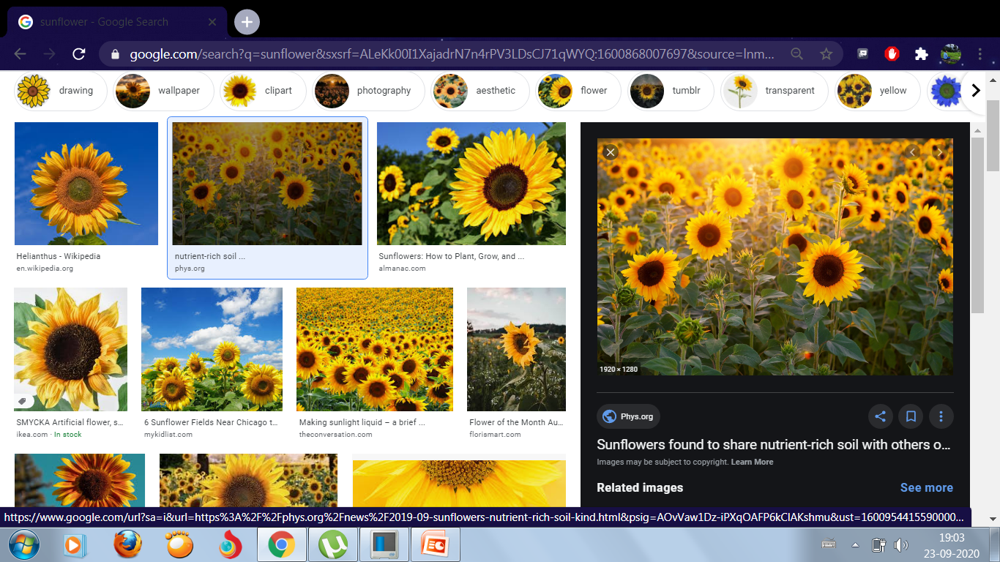 sunflower - Google Search
google.com/search?q=sunflower&sxsrf=ALeKk00I1XajadrN7n4rPV3LDsCJ71qWYQ:1600868007697&source=lnm...
drawing
wallpaper
clipart
photography
aesthetic
flower
tumblr
transparent
yellow
Helianthus - Wikipedia
en.wikipedia.org
nutrient-rich soil ...
phys.org
Sunflowers: How to Plant, Grow, and ...
almanac.com
SMYCKA Artificial flower, s...
ikea.com · In stock
6 Sunflower Fields Near Chicago t...
mykidlist.com
Making sunlight liquid – a brief ...
theconversation.com
Flower of the Month Au...
florismart.com
1920 × 1280
Phys.org
Sunflowers found to share nutrient-rich soil with others o...
Images may be subject to copyright. Learn More
Related images
See more
https://www.google.com/url?sa=i&url=https%3A%2F%2Fphys.org%2Fnews%2F2019-09-sunflowers-nutrient-rich-soil-kind.html&psig=AOvVaw1Dz-iPXqOAFP6kClAKshmu&ust=1600954415590000...
19:03
23-09-2020